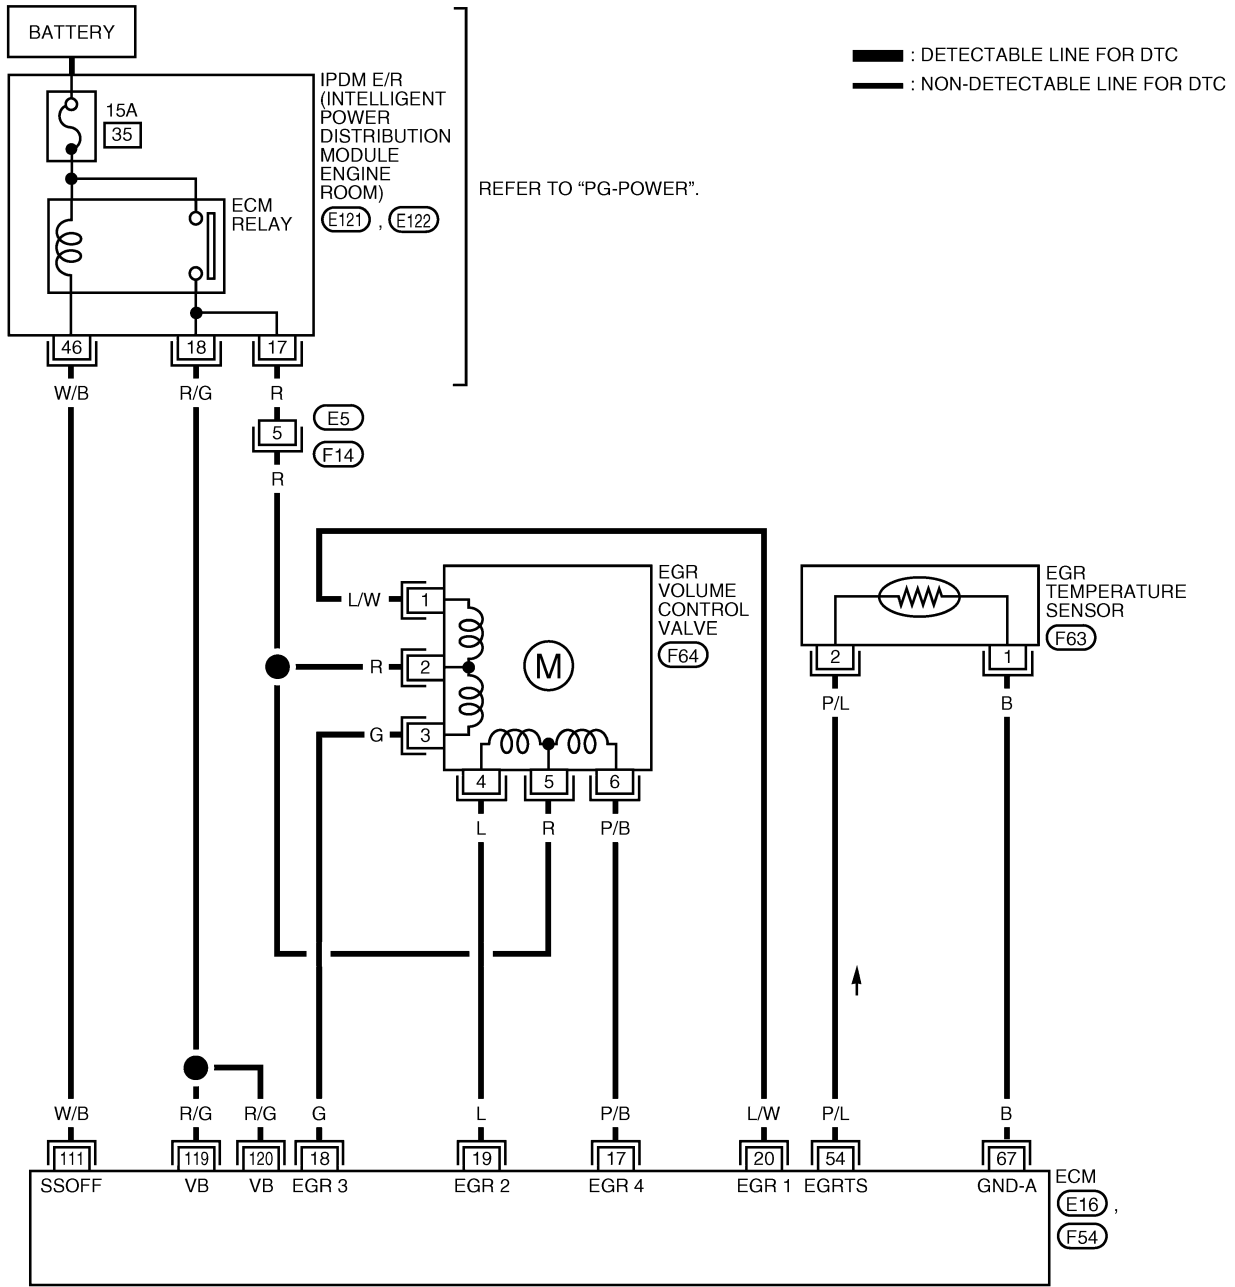 BATTERY
: DETECTABLE LINE FOR DTC
: NON-DETECTABLE LINE FOR DTC
15A
35
IPDM E/R
(INTELLIGENT
POWER
DISTRIBUTION
MODULE
ENGINE
ROOM)
E121 , E122
REFER TO “PG-POWER”.
ECM
RELAY
46 18 17
W/B R/G R
5
E5
F14
R
L/W 1
R 2
G 3
M
EGR
VOLUME
CONTROL
VALVE
F64
4 5 6
L R P/B
EGR
TEMPERATURE
SENSOR
F63
2 1
P/L B
W/B R/G R/G G L P/B L/W P/L B
111 119 120 18 19 17 20 54 67
SSOFF VB VB EGR 3 EGR 2 EGR 4 EGR 1 EGRTS GND-A
ECM
E16 ,
F54